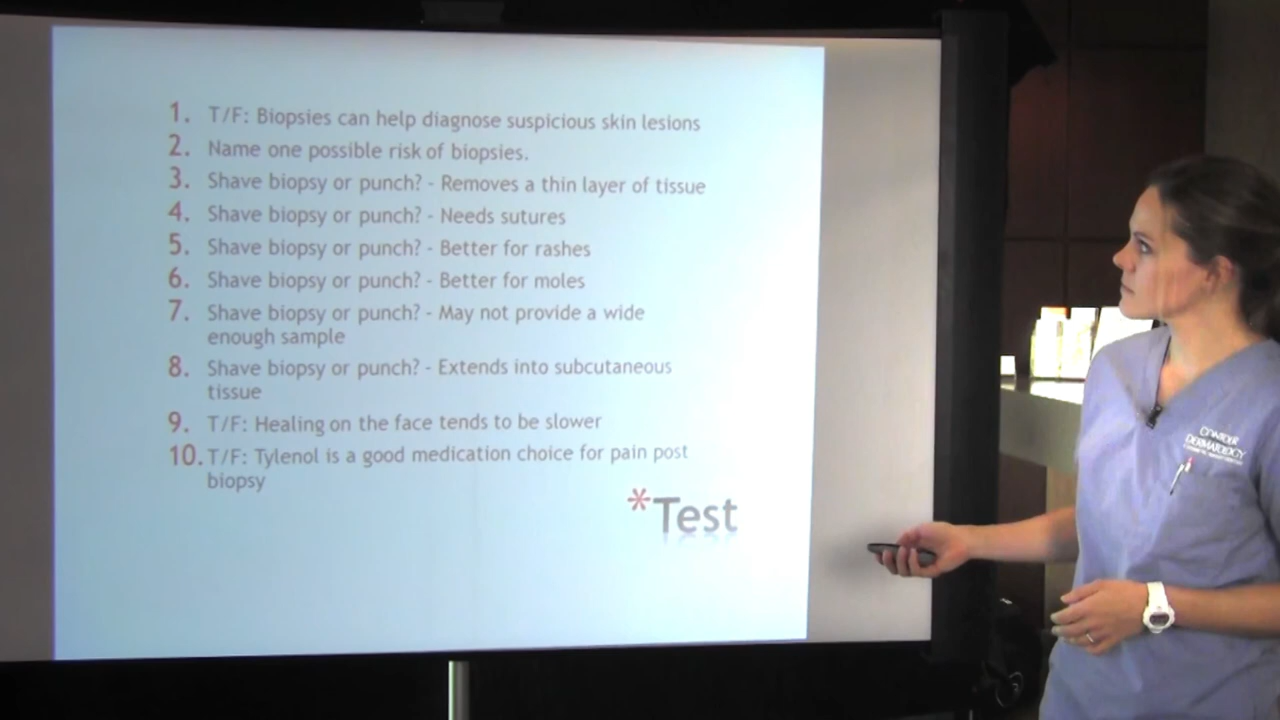 1. T/F: Biopsies can help diagnose suspicious skin lesions
2. Name one possible risk of biopsies.
3. Shave biopsy or punch? - Removes a thin layer of tissue
4. Shave biopsy or punch? - Needs sutures
5. Shave biopsy or punch? - Better for rashes
6. Shave biopsy or punch? - Better for moles
7. Shave biopsy or punch? - May not provide a wide
enough sample
8. Shave biopsy or punch? - Extends into subcutaneous
tissue
9. T/F: Healing on the face tends to be slower
10. T/F: Tylenol is a good medication choice for pain post
biopsy
*Test
CONTOUR
DERMATOLOGY